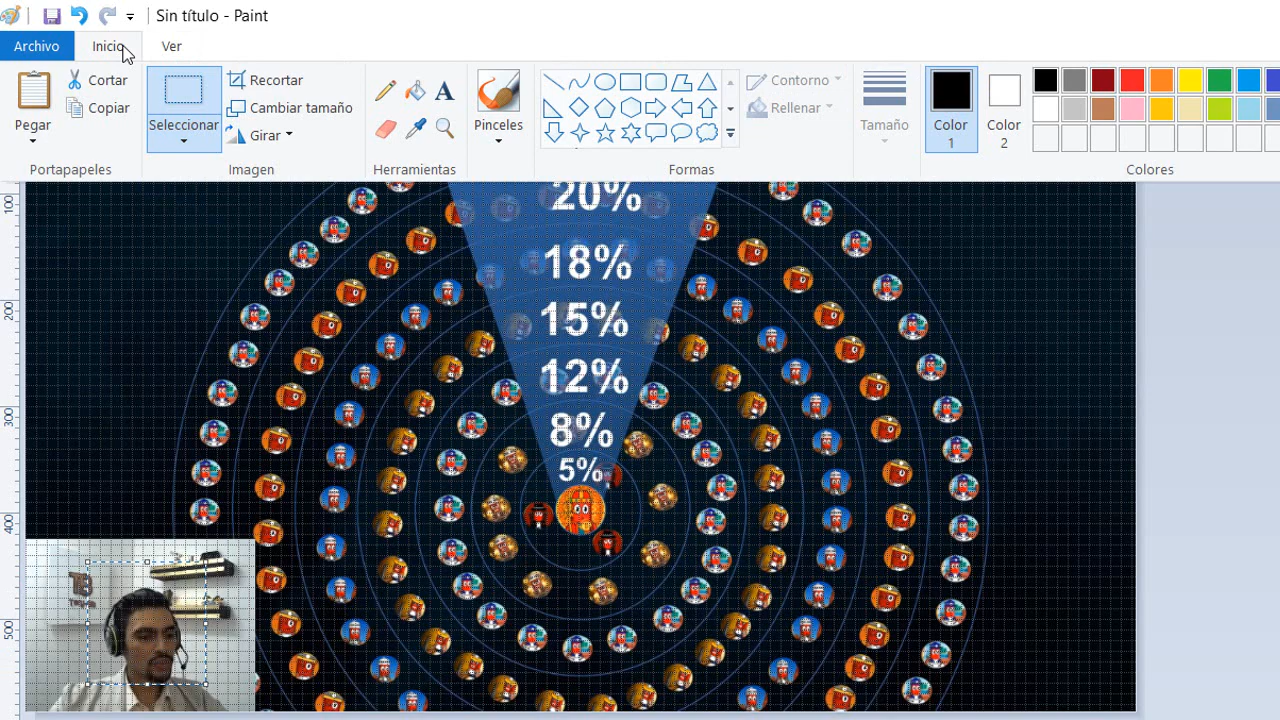 Sin título - Paint
Archivo Inicio Ver
Pegar
Cortar
Copiar
Portapapeles
Seleccionar
Recortar
Cambiar tamaño
Girar
Imagen
A
Herramientas
Pinceles
Contorno
Rellenar
Formas
Tamaño
Color
1
Color
2
Colores
100
200
300
400
500
20%
18%
15%
12%
8%
5%